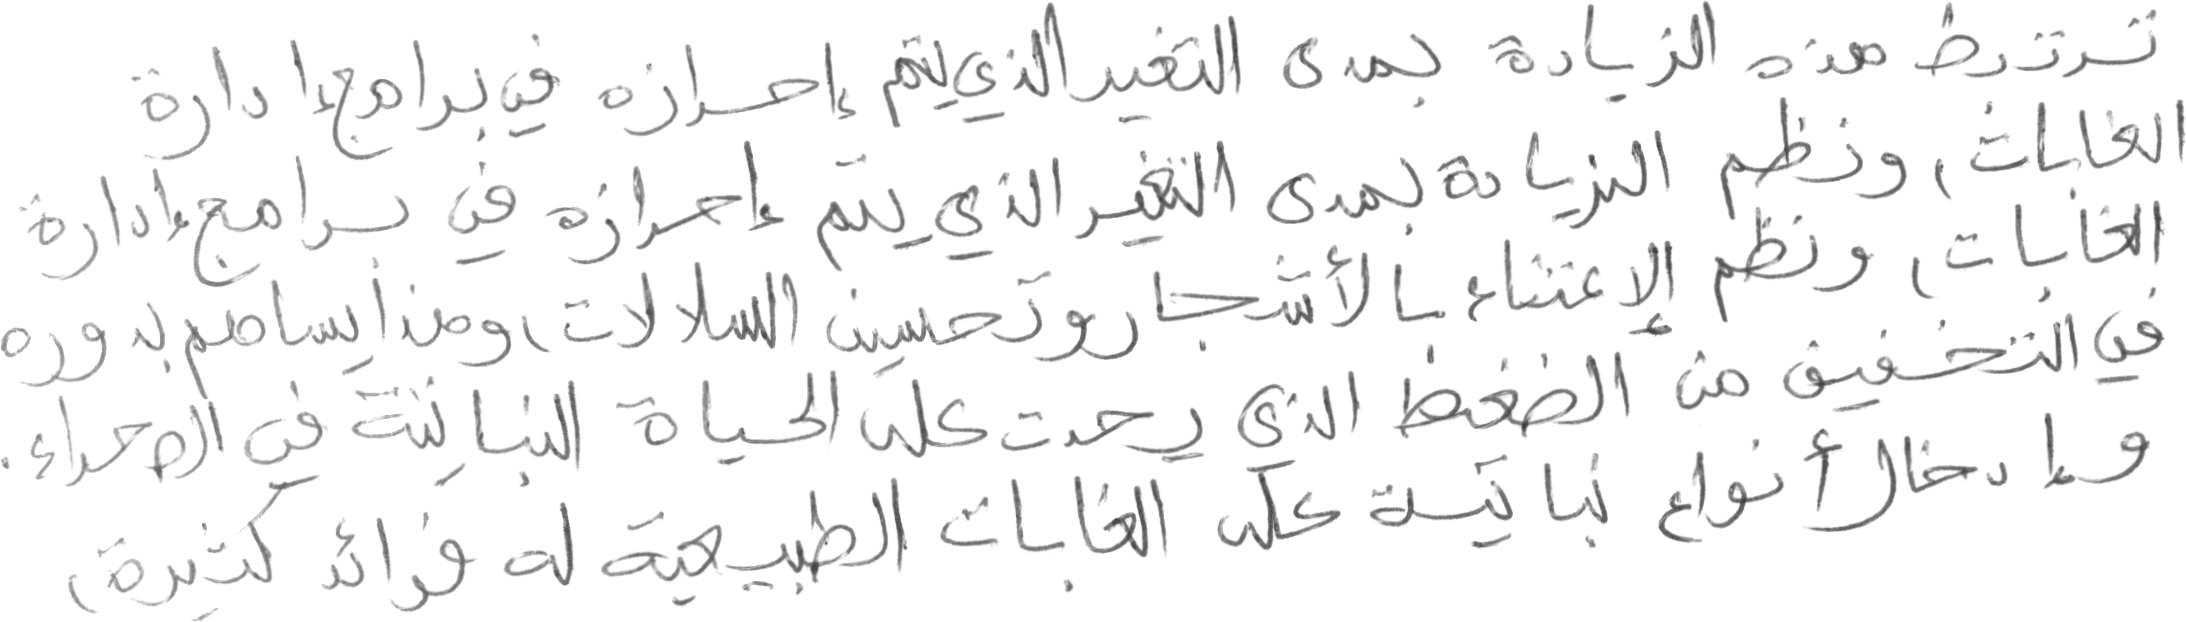 ترتبط هذه الزيادة بمدى التغير الذي يتم إحرازه في برامج إدارة
الغابات، ونظم الزيادة بمدى التغير الذي يتم إحرازه في برامج إدارة
الغابات، ونظم الإعتناء بالأشجار وتحسين السلالات، وهذا يساهم بدوره
في التخفيف من الضغط الذي يحدث على الحياة النباتية في الصحراء.
وإدخال أنواع نباتية على الغابات الطبيعية له فوائد كثيرة،